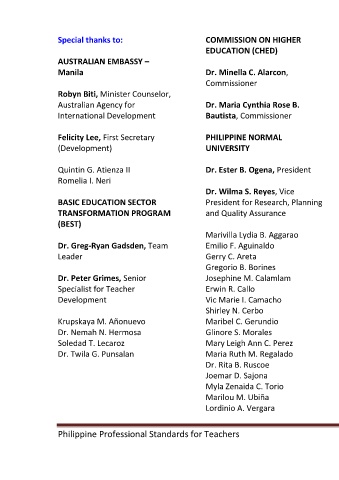 Special thanks to:
AUSTRALIAN EMBASSY –
Manila
Robyn Biti, Minister Counselor,
Australian Agency for
International Development
Felicity Lee, First Secretary
(Development)
Quintin G. Atienza II
Romelia I. Neri
BASIC EDUCATION SECTOR
TRANSFORMATION PROGRAM
(BEST)
Dr. Greg-Ryan Gadsden, Team
Leader
Dr. Peter Grimes, Senior
Specialist for Teacher
Development
Krupskaya M. Añonuevo
Dr. Nemah N. Hermosa
Soledad T. Lecaroz
Dr. Twila G. Punsalan
COMMISSION ON HIGHER
EDUCATION (CHED)
Dr. Minella C. Alarcon,
Commissioner
Dr. Maria Cynthia Rose B.
Bautista, Commissioner
PHILIPPINE NORMAL
UNIVERSITY
Dr. Ester B. Ogena, President
Dr. Wilma S. Reyes, Vice
President for Research, Planning
and Quality Assurance
Marivilla Lydia B. Aggarao
Emilio F. Aguinaldo
Gerry C. Areta
Gregorio B. Borines
Josephine M. Calamlam
Erwin R. Callo
Vic Marie I. Camacho
Shirley N. Cerbo
Maribel C. Gerundio
Glinore S. Morales
Mary Leigh Ann C. Perez
Maria Ruth M. Regalado
Dr. Rita B. Ruscoe
Joemar D. Sajona
Myla Zenaida C. Torio
Marilou M. Ubiña
Lordinio A. Vergara
Philippine Professional Standards for Teachers